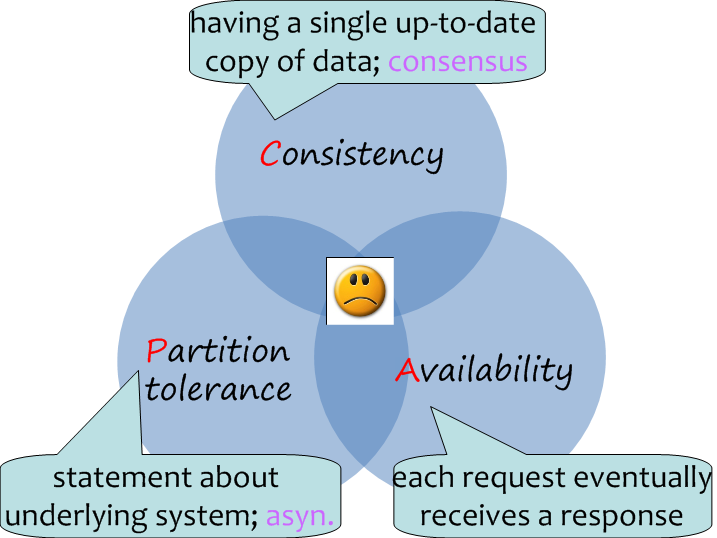 having a single up-to-date
copy of data; consensus
Consistency
Partition
tolerance
Availability
statement about
underlying system; asyn.
each request eventually
receives a response